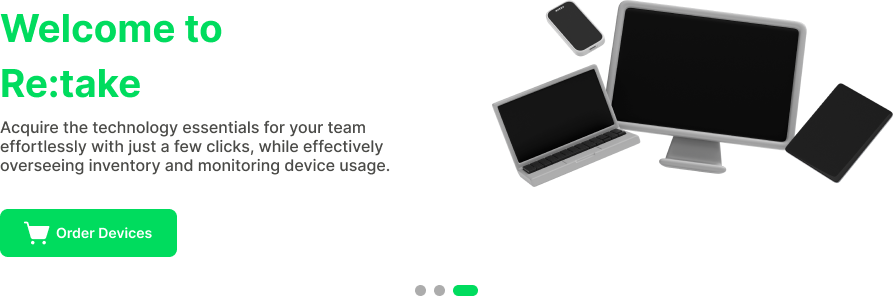 Welcome to
Re:take
Acquire the technology essentials for your team
effortlessly with just a few clicks, while effectively
overseeing inventory and monitoring device usage.
Order Devices